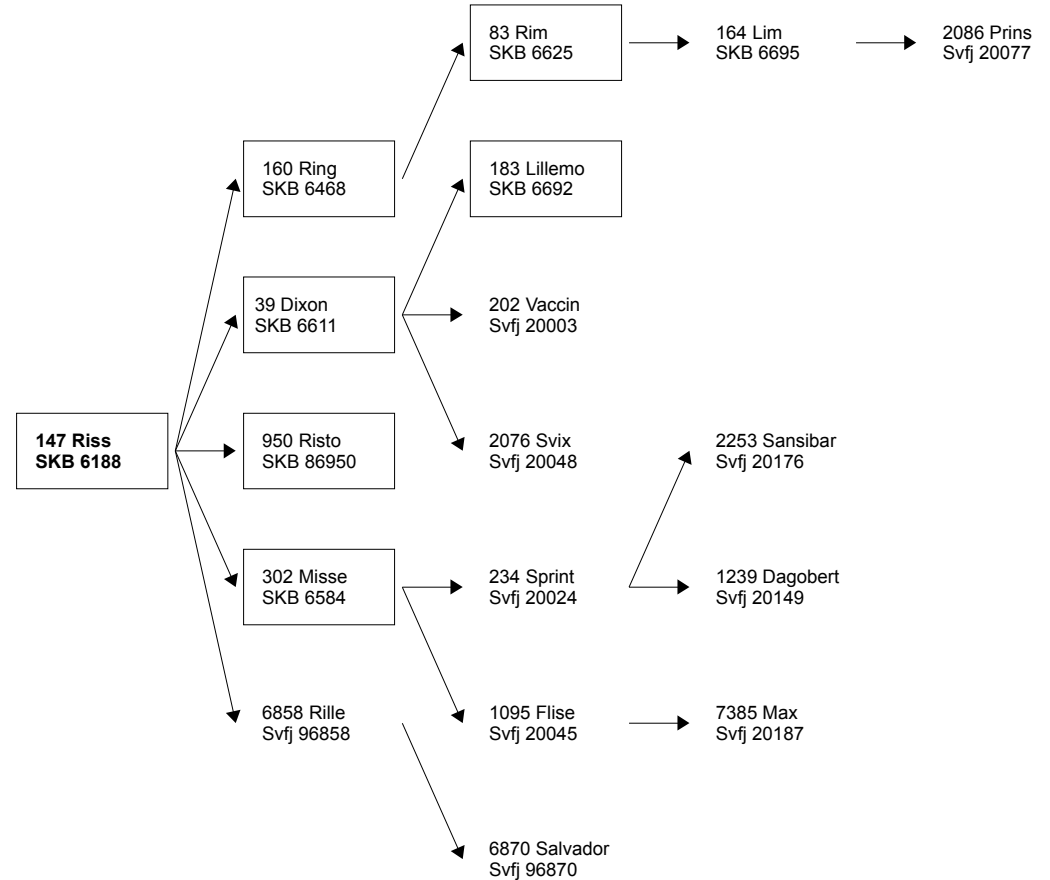 83 Rim
SKB 6625
164 Lim
SKB 6695
2086 Prins
Svfj 20077
160 Ring
SKB 6468
183 Lillemo
SKB 6692
39 Dixon
SKB 6611
202 Vaccin
Svfj 20003
147 Riss
SKB 6188
950 Risto
SKB 86950
2076 Svix
Svfj 20048
2253 Sansibar
Svfj 20176
302 Misse
SKB 6584
234 Sprint
Svfj 20024
1239 Dagobert
Svfj 20149
6858 Rille
Svfj 96858
1095 Flise
Svfj 20045
7385 Max
Svfj 20187
6870 Salvador
Svfj 96870